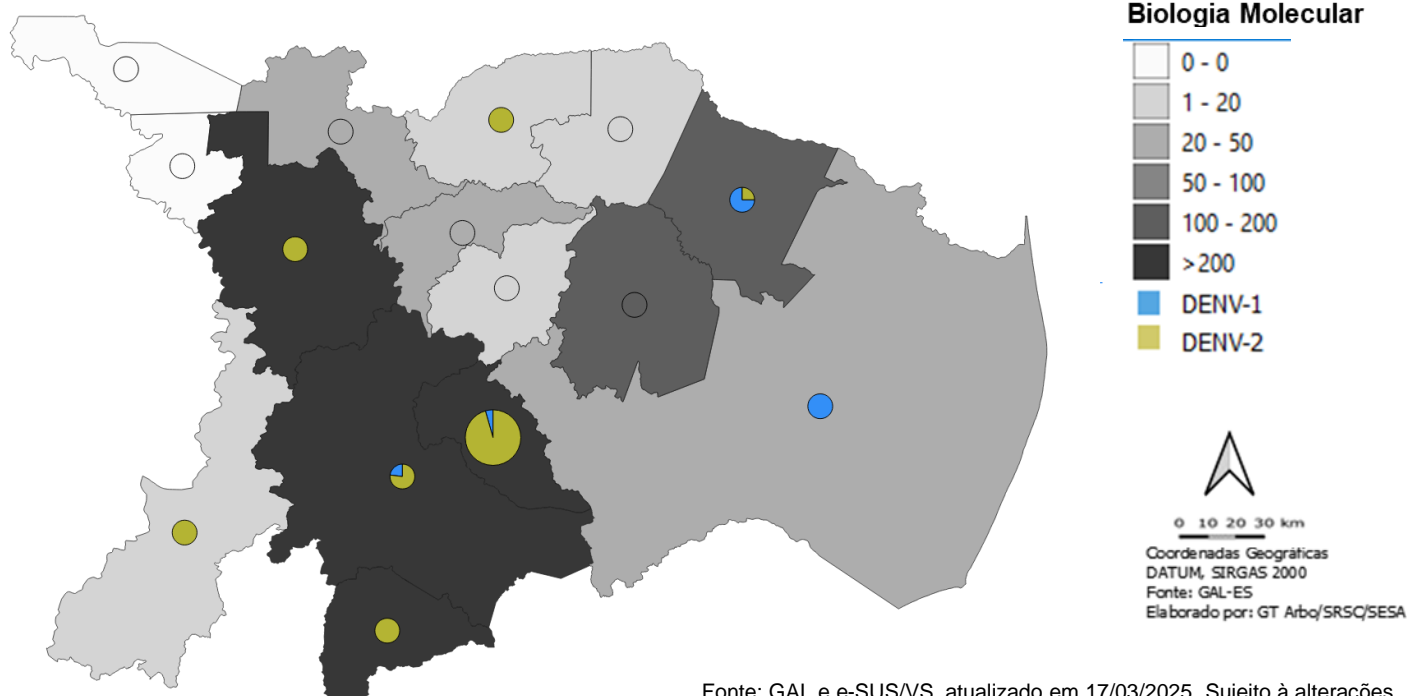 Biologia Molecular
0 - 0
1 - 20
20 - 50
50 - 100
100 - 200
>200
DENV-1
DENV-2
0 10 20 30 km
Coordenadas Geográficas
DATUM, SIRGAS 2000
Fonte: GAL-ES
Elaborado por: GT Arbo/SRSC/SESA
Fonte: GAL e e-SUS/VS, atualizado em 17/03/2025. Sujeito à alterações